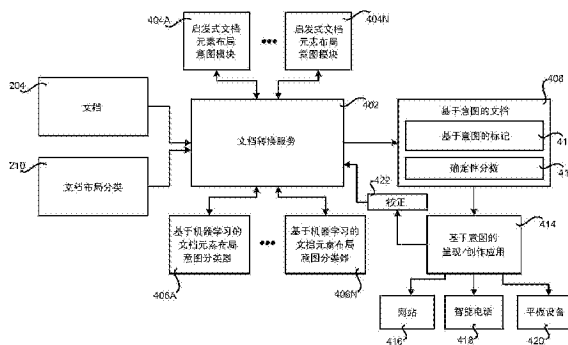 404A
启发式文档
元素布局
意图模块
404N
启发式文档
元素布局
意图模块
204
文档
402
文档转换服务
408
基于意图的文档
基于意图的标记
41
确定性分数
41
210
文档布局分类
422
校正
基于机器学习的
文档元素布局
意图分类器
406A
基于机器学习的
文档元素布局
意图分类器
406N
基于意图的
呈现/创作应用
414
网站
416
智能电话
418
平板设备
420